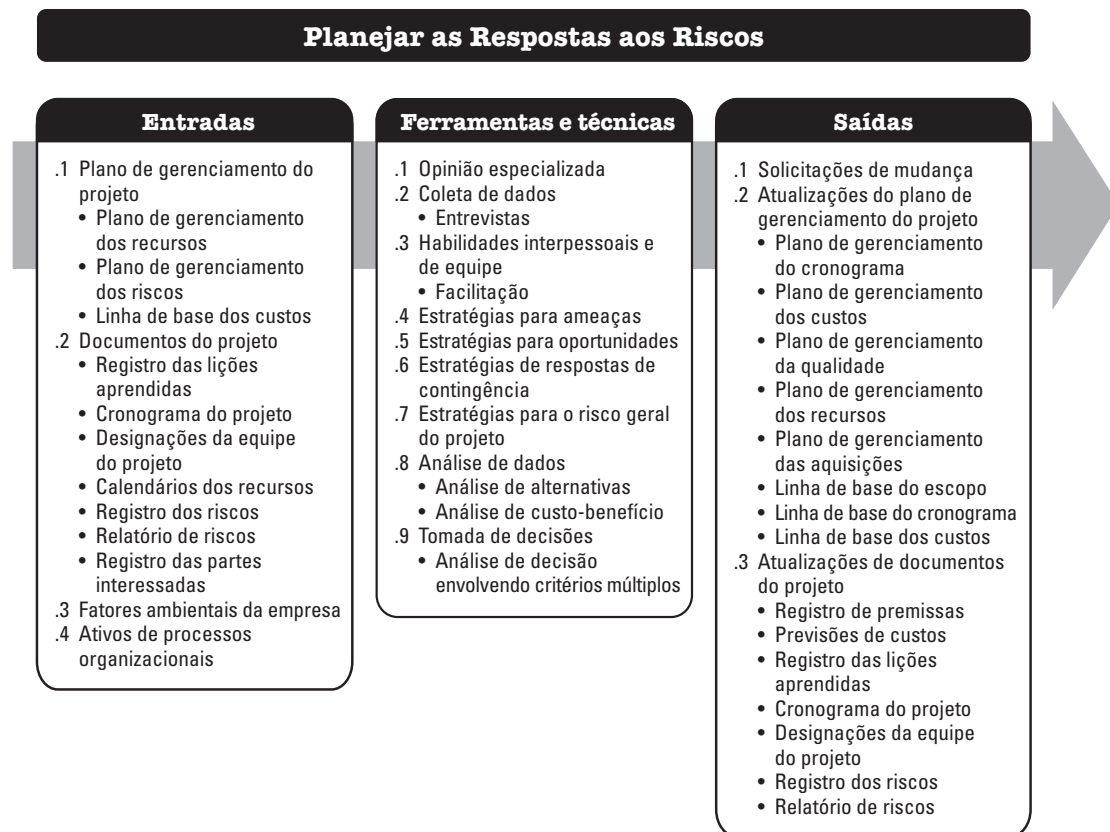 Planejar as Respostas aos Riscos
Entradas
.1 Plano de gerenciamento do
projeto
• Plano de gerenciamento
dos recursos
• Plano de gerenciamento
dos riscos
• Linha de base dos custos
.2 Documentos do projeto
• Registro das lições
aprendidas
• Cronograma do projeto
• Designações da equipe
do projeto
• Calendários dos recursos
• Registro dos riscos
• Relatório de riscos
• Registro das partes
interessadas
.3 Fatores ambientais da empresa
.4 Ativos de processos
organizacionais
Ferramentas e técnicas
.1 Opinião especializada
.2 Coleta de dados
• Entrevistas
.3 Habilidades interpessoais e
de equipe
• Facilitação
.4 Estratégias para ameaças
.5 Estratégias para oportunidades
.6 Estratégias de respostas de
contingência
.7 Estratégias para o risco geral
do projeto
.8 Análise de dados
• Análise de alternativas
• Análise de custo-benefício
.9 Tomada de decisões
• Análise de decisão
envolvendo critérios múltiplos
Saídas
.1 Solicitações de mudança
.2 Atualizações do plano de
gerenciamento do projeto
• Plano de gerenciamento
do cronograma
• Plano de gerenciamento
dos custos
• Plano de gerenciamento
da qualidade
• Plano de gerenciamento
dos recursos
• Plano de gerenciamento
das aquisições
• Linha de base do escopo
• Linha de base do cronograma
• Linha de base dos custos
.3 Atualizações de documentos
do projeto
• Registro de premissas
• Previsões de custos
• Registro das lições
aprendidas
• Cronograma do projeto
• Designações da equipe
do projeto
• Registro dos riscos
• Relatório de riscos